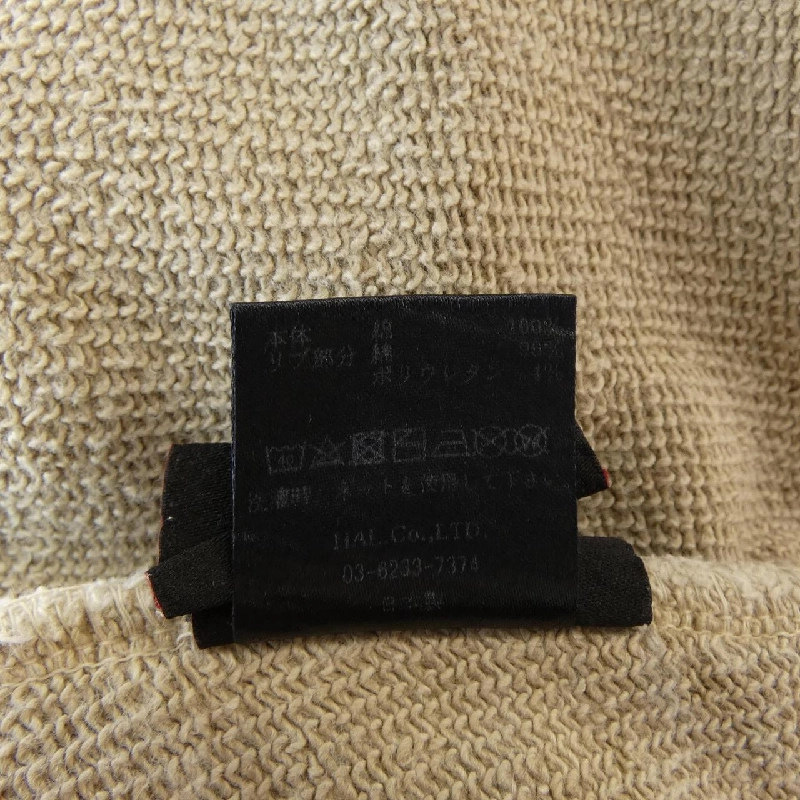 本体 綿 100%
リブ部分 綿 96%
ポリウレタン 4%
洗濯時、ネットを使用して下さい。
HAL Co.,LTD.
03-6233-7374
日本製